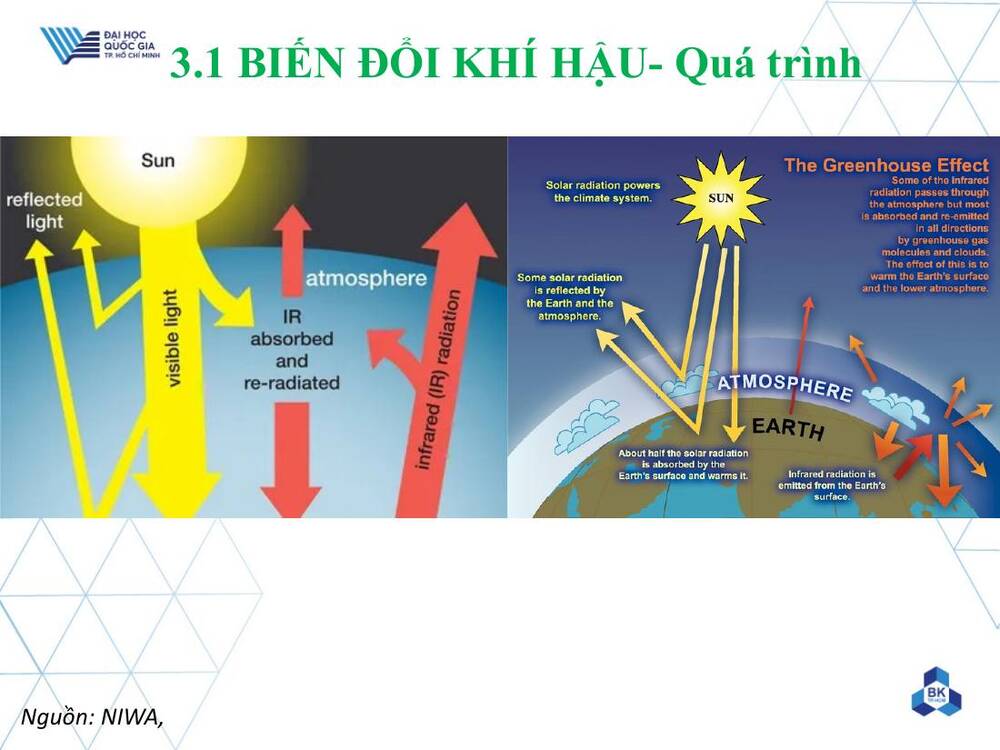 ĐẠI HỌC
QUỐC GIA
TP. HỒ CHÍ MINH
3.1 BIẾN ĐỔI KHÍ HẬU- Quá trình
Sun
reflected
light
atmosphere
visible light
IR
absorbed
and
re-radiated
infrared (IR) radiation
The Greenhouse Effect
Some of the infrared
radiation passes through
the atmosphere but most
is absorbed and re-emitted
in all directions
by greenhouse gas
molecules and clouds.
The effect of this is to
warm the Earth's surface
and the lower atmosphere.
Solar radiation powers
the climate system.
SUN
Some solar radiation
is reflected by
the Earth and the
atmosphere.
ATMOSPHERE
EARTH
About half the solar radiation
is absorbed by the
Earth's surface and warms it.
Infrared radiation is
emitted from the Earth's
surface.
Nguồn: NIWA,
BK
TP.HCM